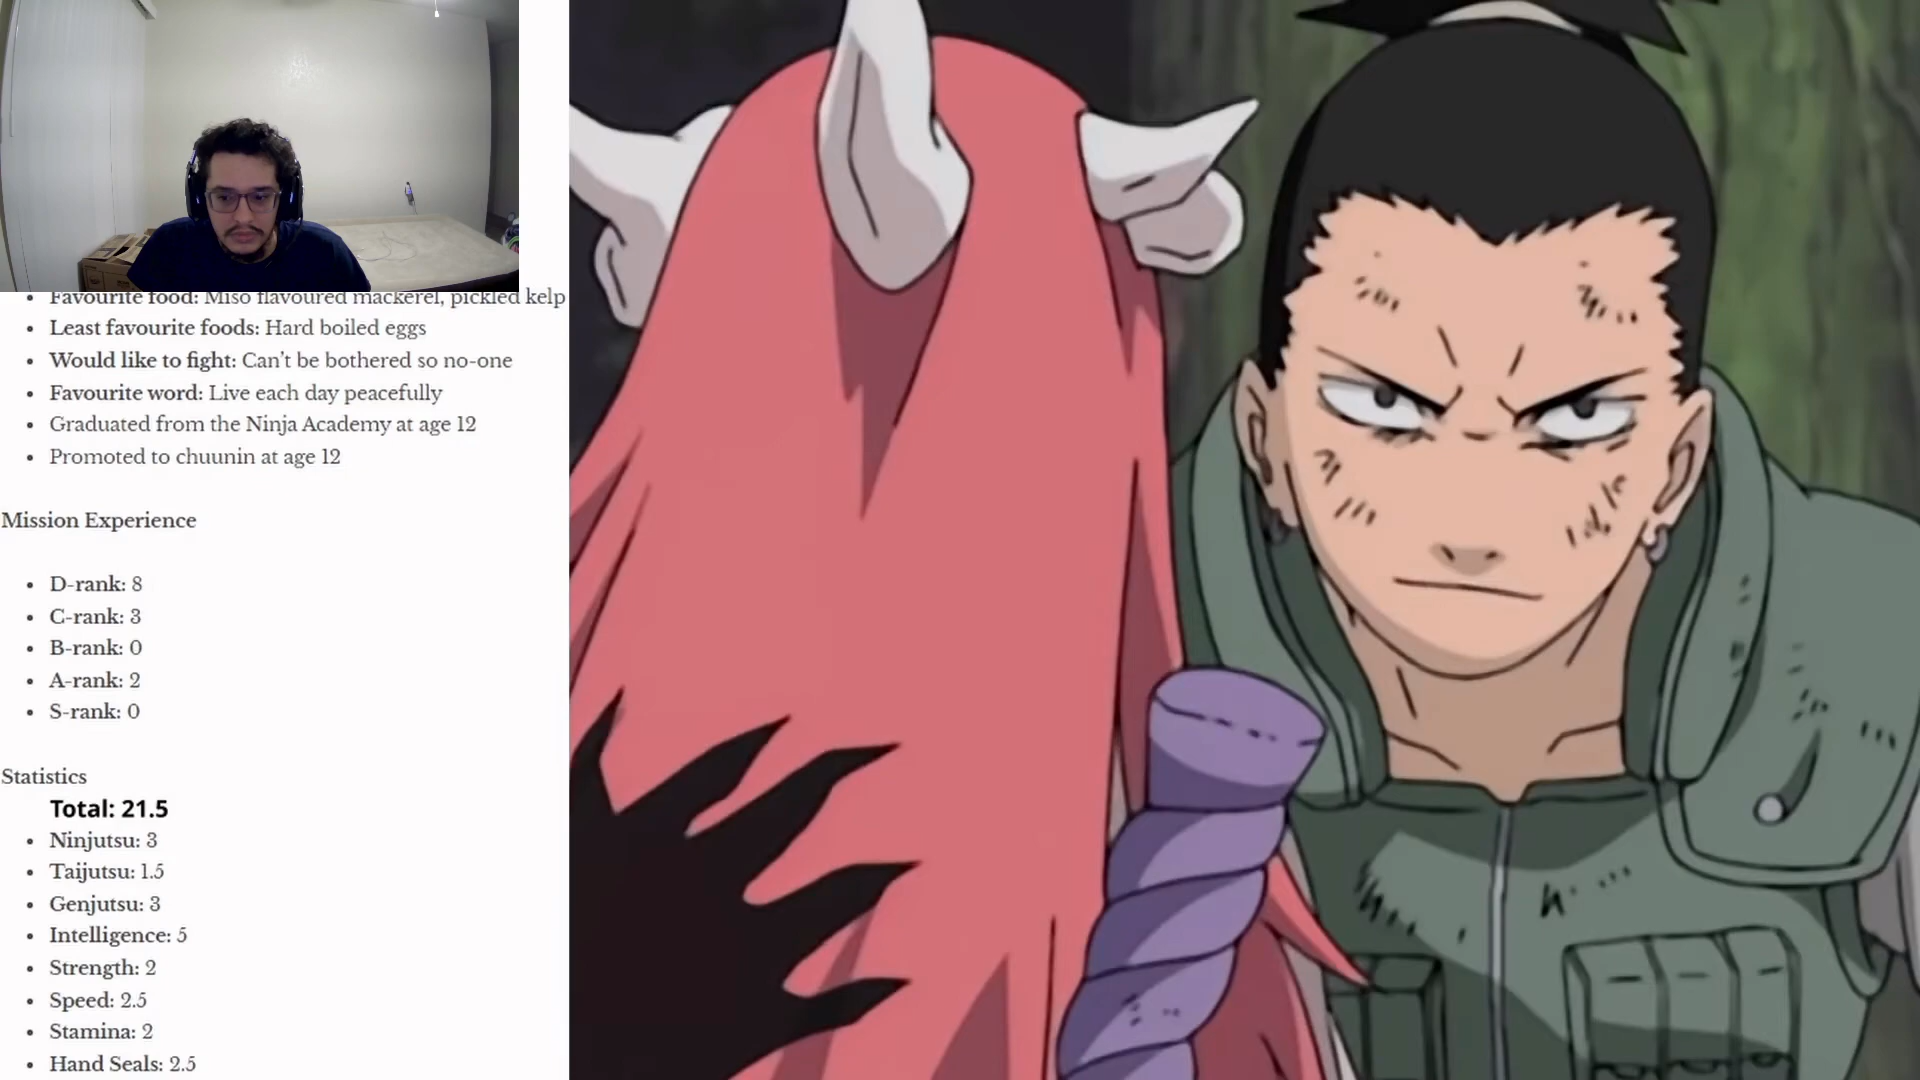 Favourite food: Miso flavoured mackerel, pickled kelp
Least favourite foods: Hard boiled eggs
Would like to fight: Can’t be bothered so no-one
Favourite word: Live each day peacefully
Graduated from the Ninja Academy at age 12
Promoted to chuunin at age 12
Mission Experience
D-rank: 8
C-rank: 3
B-rank: 0
A-rank: 2
S-rank: 0
Statistics
Total: 21.5
Ninjutsu: 3
Taijutsu: 1.5
Genjutsu: 3
Intelligence: 5
Strength: 2
Speed: 2.5
Stamina: 2
Hand Seals: 2.5